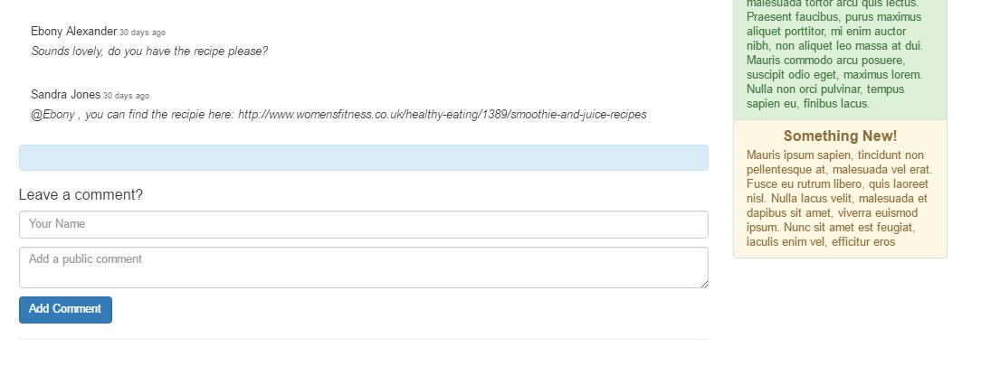 Ebony Alexander 30 days ago
Sounds lovely, do you have the recipe please?
Sandra Jones 30 days ago
@Ebony , you can find the recipie here: http://www.womensfitness.co.uk/healthy-eating/1389/smoothie-and-juice-recipes
Leave a comment?
Your Name
Add a public comment
Add Comment
malesuada tortor arcu quis lectus.
Praesent faucibus, purus maximus
aliquet porttitor, mi enim auctor
nibh, non aliquet leo massa at dui.
Mauris commodo arcu posuere,
suscipit odio eget, maximus lorem.
Nulla non orci pulvinar, tempus
sapien eu, finibus lacus.
Something New!
Mauris ipsum sapien, tincidunt non
pellentesque at, malesuada vel erat.
Fusce eu rutrum libero, quis laoreet
nisl. Nulla lacus velit, malesuada et
dapibus sit amet, viverra euismod
ipsum. Nunc sit amet est feugiat,
iaculis enim vel, efficitur eros